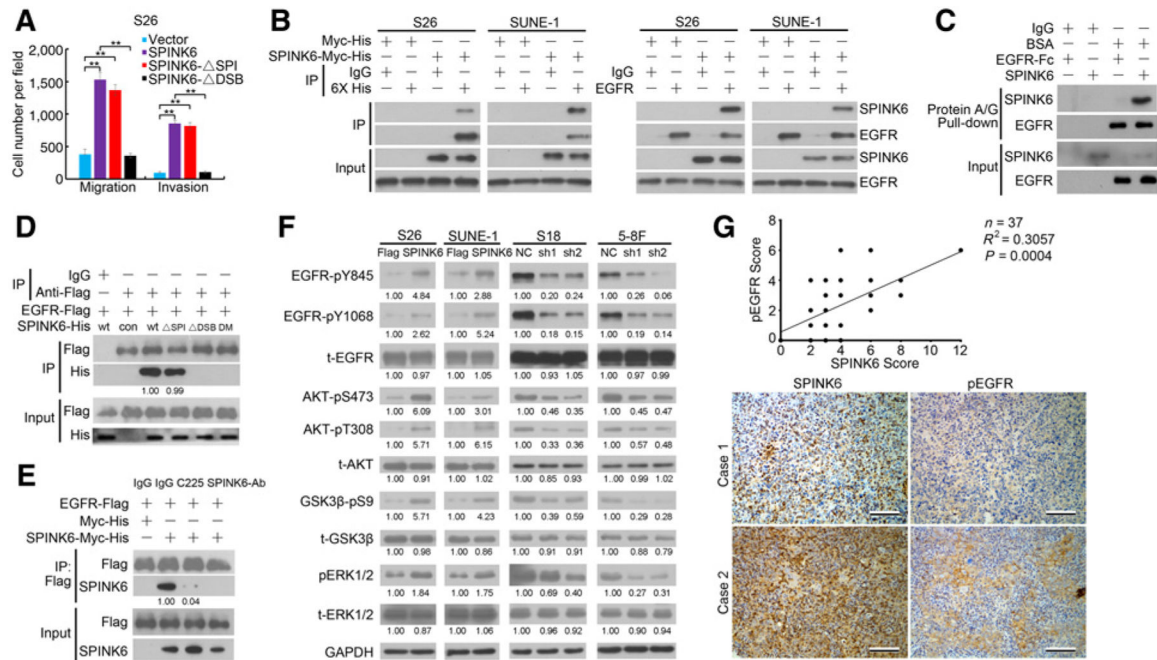 A
S26
Vector
SPINK6
SPINK6-△SPI
SPINK6-△DSB
** ** ** ** ** **
Cell number per field
2,000
1,500
1,000
500
0
Migration Invasion
B
S26 SUNE-1
Myc-His + + − − + + − −
SPINK6-Myc-His − − + + − − + +
IP
IgG + − + − + − + −
6X His − + − + − + − +
IP
Input
S26 SUNE-1
+ + − − + + − −
− − + + − − + +
IgG + − + − + − + −
EGFR − + − + − + − +
SPINK6
EGFR
SPINK6
EGFR
C
IgG + + − −
BSA − − + +
EGFR-Fc + + + +
SPINK6 − + − +
Protein A/G
Pull-down
SPINK6
EGFR
Input
SPINK6
EGFR
D
IP
IgG + − − − − −
Anti-Flag − + + + + +
EGFR-Flag + + + + + +
SPINK6-His wt con wt △SPI △DSB DM
IP
Flag
His
1.00 0.99
Input
Flag
His
E
IgG IgG C225 SPINK6-Ab
EGFR-Flag + + + +
Myc-His + − − −
SPINK6-Myc-His − + + +
IP:
Flag
Flag
SPINK6
1.00 0.04
Input
Flag
SPINK6
F
S26 SUNE-1 S18 5-8F
Flag SPINK6 Flag SPINK6 NC sh1 sh2 NC sh1 sh2
EGFR-pY845
1.00 4.84 1.00 2.88 1.00 0.20 0.24 1.00 0.26 0.06
EGFR-pY1068
1.00 2.62 1.00 5.24 1.00 0.18 0.15 1.00 0.19 0.14
t-EGFR
1.00 0.97 1.00 1.05 1.00 0.93 1.05 1.00 0.97 0.99
AKT-pS473
1.00 6.09 1.00 3.01 1.00 0.46 0.35 1.00 0.45 0.47
AKT-pT308
1.00 5.71 1.00 6.15 1.00 0.33 0.36 1.00 0.57 0.48
t-AKT
1.00 0.91 1.00 1.02 1.00 0.85 0.93 1.00 0.99 1.02
GSK3β-pS9
1.00 5.71 1.00 4.23 1.00 0.39 0.59 1.00 0.29 0.28
t-GSK3β
1.00 0.98 1.00 0.86 1.00 0.91 0.91 1.00 0.88 0.79
pERK1/2
1.00 1.84 1.00 1.75 1.00 0.69 0.40 1.00 0.27 0.31
t-ERK1/2
1.00 0.87 1.00 1.06 1.00 0.96 0.92 1.00 0.90 0.94
GAPDH
G
n = 37
R² = 0.3057
P = 0.0004
pEGFR Score
8
6
4
2
0
0 2 4 6 8 10 12
SPINK6 Score
SPINK6 pEGFR
Case 1
Case 2